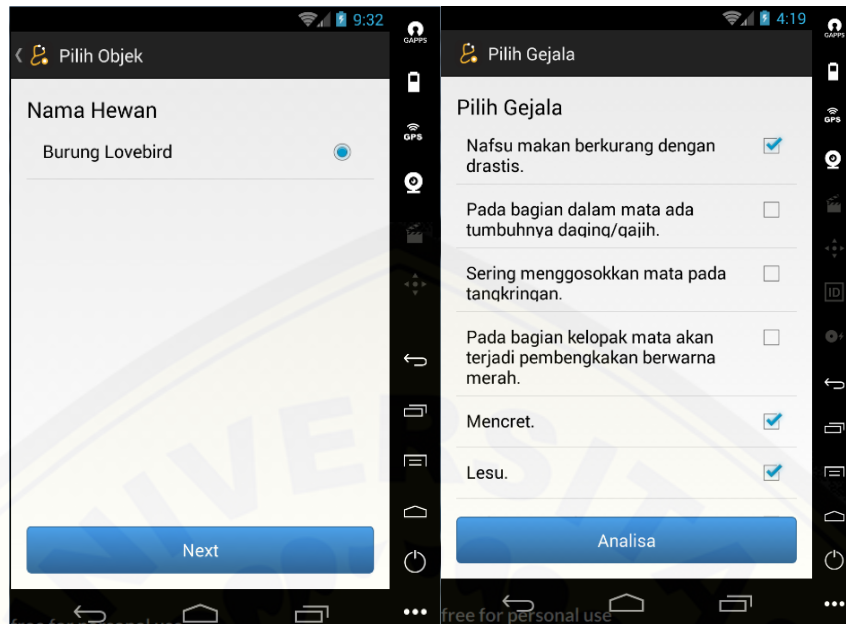 9:32
Pilih Objek
Nama Hewan
Burung Lovebird
Next
free for personal use
GAPPS
GPS
4:19
Pilih Gejala
Pilih Gejala
Nafsu makan berkurang dengan
drastis.
Pada bagian dalam mata ada
tumbuhnya daging/gajih.
Sering menggosokkan mata pada
tangkringan.
Pada bagian kelopak mata akan
terjadi pembengkakan berwarna
merah.
Mencret.
Lesu.
Analisa
free for personal use
GAPPS
GPS
ID
UNIVERSITA